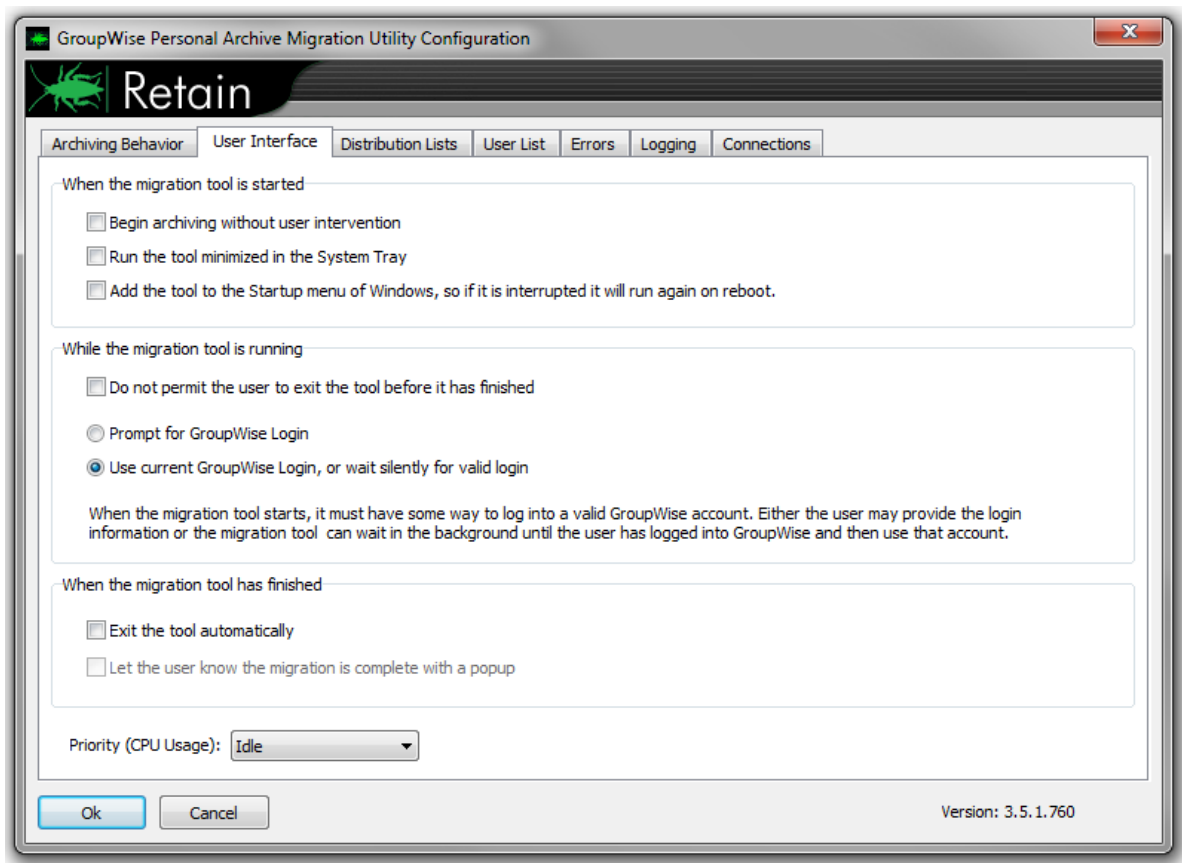 GroupWise Personal Archive Migration Utility Configuration
Retain
Archiving Behavior User Interface Distribution Lists User List Errors Logging Connections
When the migration tool is started
Begin archiving without user intervention
Run the tool minimized in the System Tray
Add the tool to the Startup menu of Windows, so if it is interrupted it will run again on reboot.
While the migration tool is running
Do not permit the user to exit the tool before it has finished
Prompt for GroupWise Login
Use current GroupWise Login, or wait silently for valid login
When the migration tool starts, it must have some way to log into a valid GroupWise account. Either the user may provide the login
information or the migration tool can wait in the background until the user has logged into GroupWise and then use that account.
When the migration tool has finished
Exit the tool automatically
Let the user know the migration is complete with a popup
Priority (CPU Usage): Idle
Ok Cancel Version: 3.5.1.760